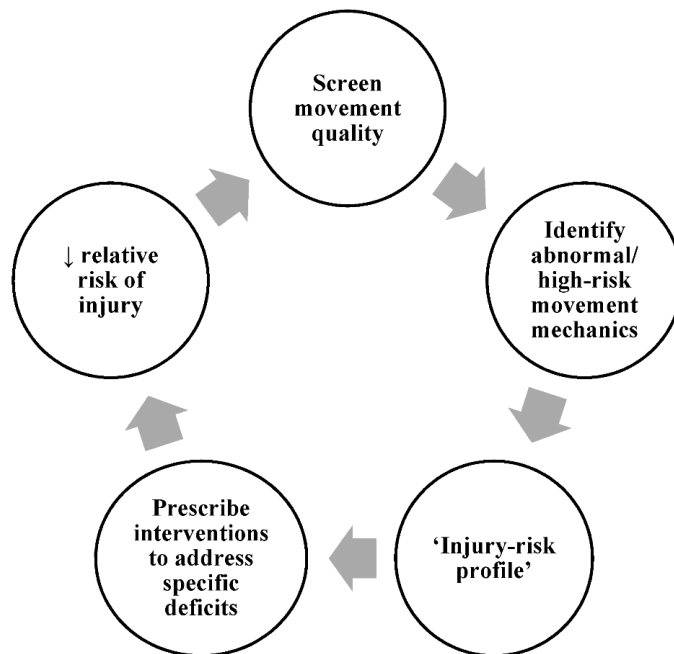 Screen
movement
quality
Identify
abnormal/
high-risk
movement
mechanics
‘Injury-risk
profile’
Prescribe
interventions
to address
specific
deficits
↓ relative
risk of
injury